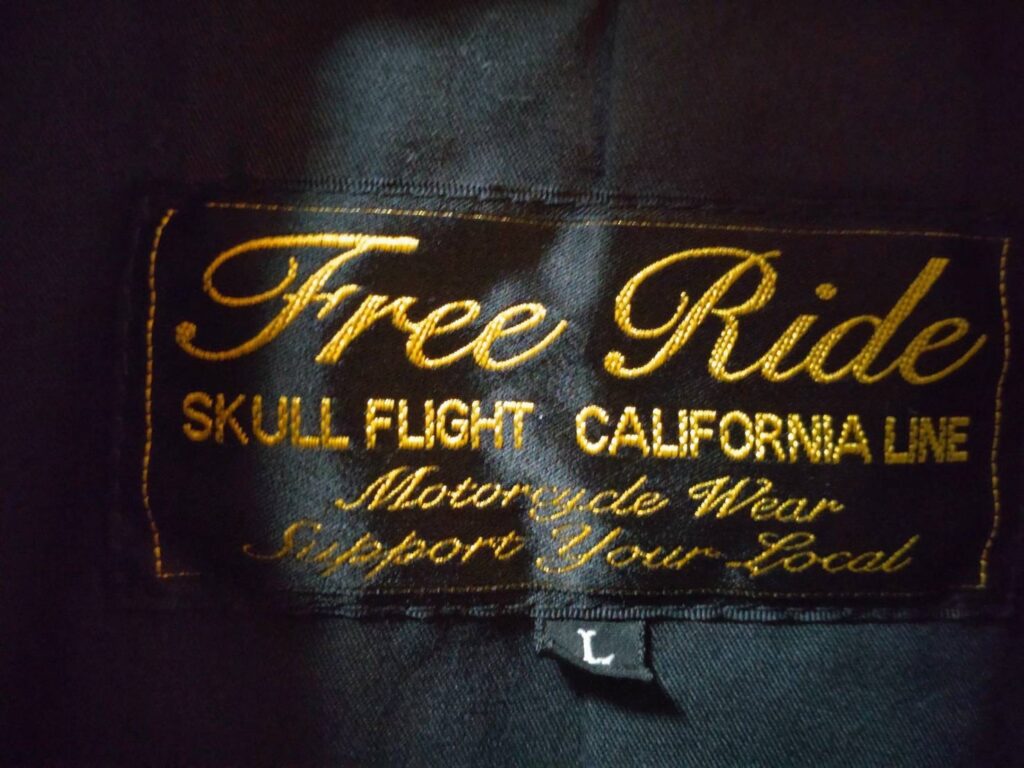 Free Ride
SKULL FLIGHT CALIFORNIA LINE
Motorcycle Wear
Support Your Local
L